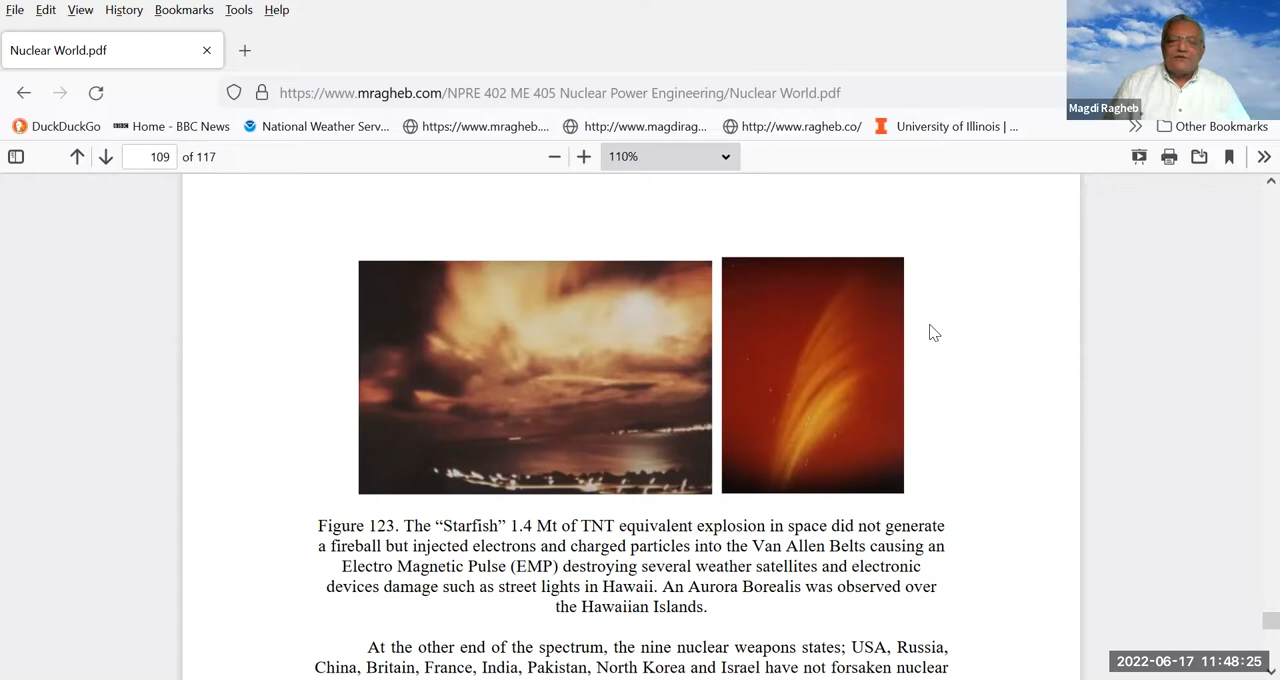 File Edit View History Bookmarks Tools Help
Nuclear World.pdf
https://www.mragheb.com/NPRE 402 ME 405 Nuclear Power Engineering/Nuclear World.pdf
Magdi Ragheb
DuckDuckGo BBC Home - BBC News National Weather Serv... https://www.mragheb.... http://www.magdirag... http://www.ragheb.co/ University of Illinois | ... Other Bookmarks
109 of 117 110%
Figure 123. The “Starfish” 1.4 Mt of TNT equivalent explosion in space did not generate
a fireball but injected electrons and charged particles into the Van Allen Belts causing an
Electro Magnetic Pulse (EMP) destroying several weather satellites and electronic
devices damage such as street lights in Hawaii. An Aurora Borealis was observed over
the Hawaiian Islands.
At the other end of the spectrum, the nine nuclear weapons states; USA, Russia,
China, Britain, France, India, Pakistan, North Korea and Israel have not forsaken nuclear
2022-06-17 11:48:25